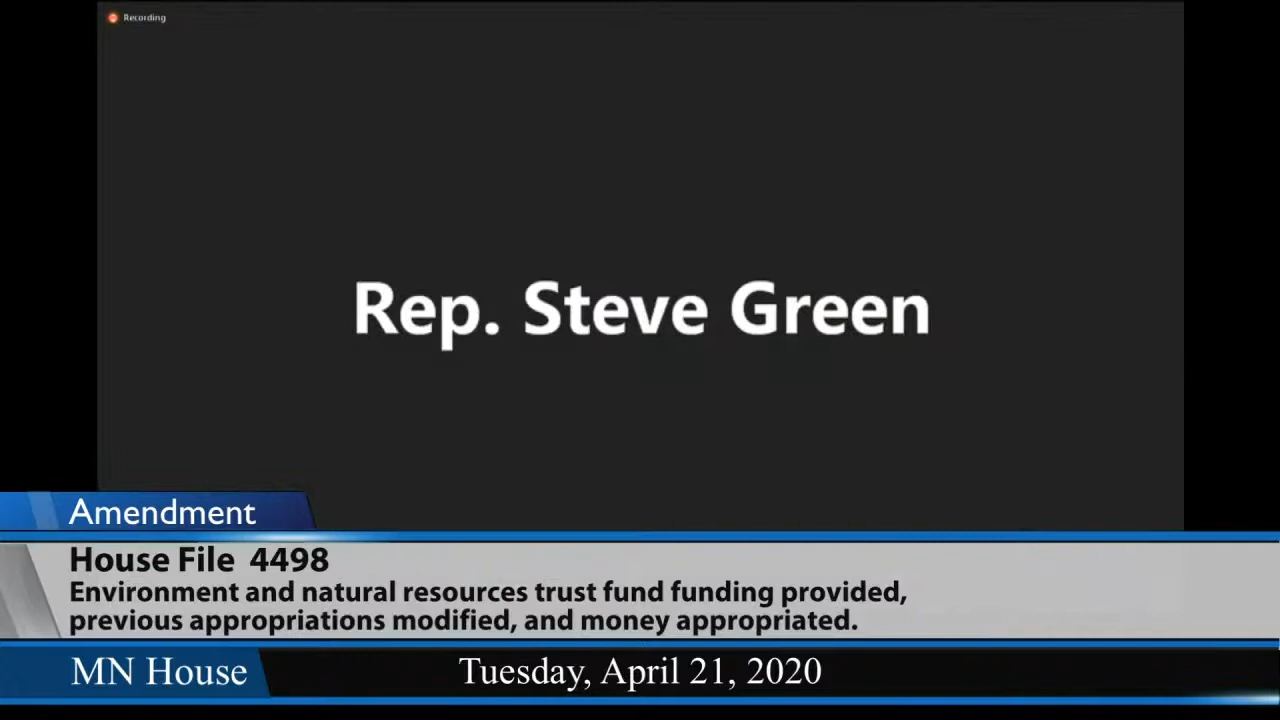 Recording
Rep. Steve Green
Amendment
House File 4498
Environment and natural resources trust fund funding provided,
previous appropriations modified, and money appropriated.
MN House
Tuesday, April 21, 2020